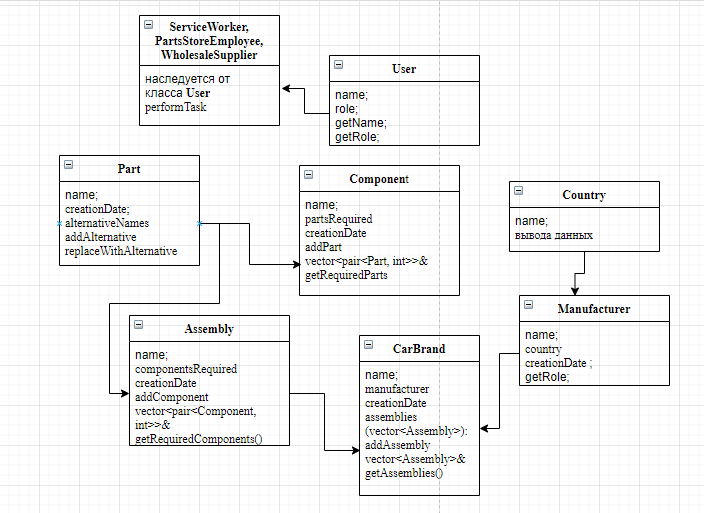 ServiceWorker,
PartsStoreEmployee,
WholesaleSupplier
наследуется от
класса User
performTask
User
name;
role;
getName;
getRole;
Part
name;
creationDate;
alternativeNames
addAlternative
replaceWithAlternative
Component
name;
partsRequired
creationDate
addPart
vector<pair<Part, int>>&
getRequiredParts
Country
name;
вывода данных
Manufacturer
name;
country
creationDate ;
getRole;
Assembly
name;
componentsRequired
creationDate
addComponent
vector<pair<Component,
int>>&
getRequiredComponents()
CarBrand
name;
manufacturer
creationDate
assemblies
(vector<Assembly>):
addAssembly
vector<Assembly>&
getAssemblies()